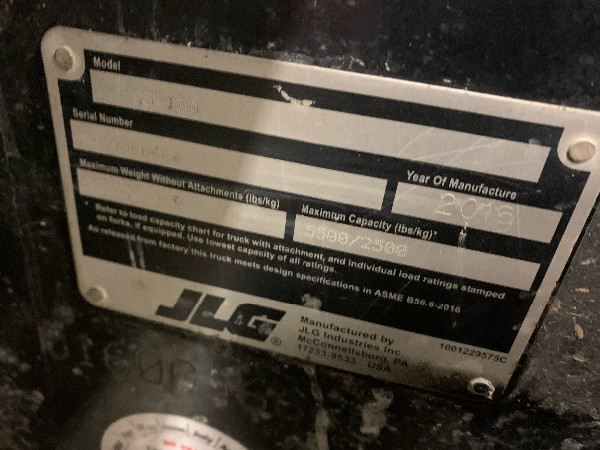 Model
Serial Number
Year Of Manufacture
Maximum Weight Without Attachments (lbs/kg)
Maximum Capacity (lbs/kg)*
5500/2500
* Refer to load capacity chart for truck with attachment, and individual load ratings stamped
on forks, if equipped. Use lowest capacity of all ratings.
As released from factory this truck meets design specifications in ASME B56.6-2016
JLG®
Manufactured by
JLG Industries Inc.
McConnellsburg, PA
17233-9533 USA
1001229575C